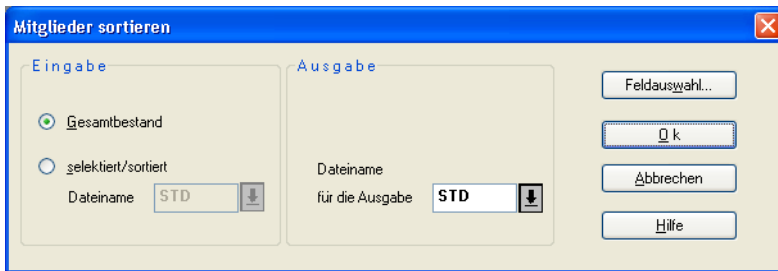 Mitglieder sortieren
Eingabe
Gesamtbestand
selektiert/sortiert
Dateiname STD
Ausgabe
Dateiname
für die Ausgabe STD
Feldauswahl...
Ok
Abbrechen
Hilfe